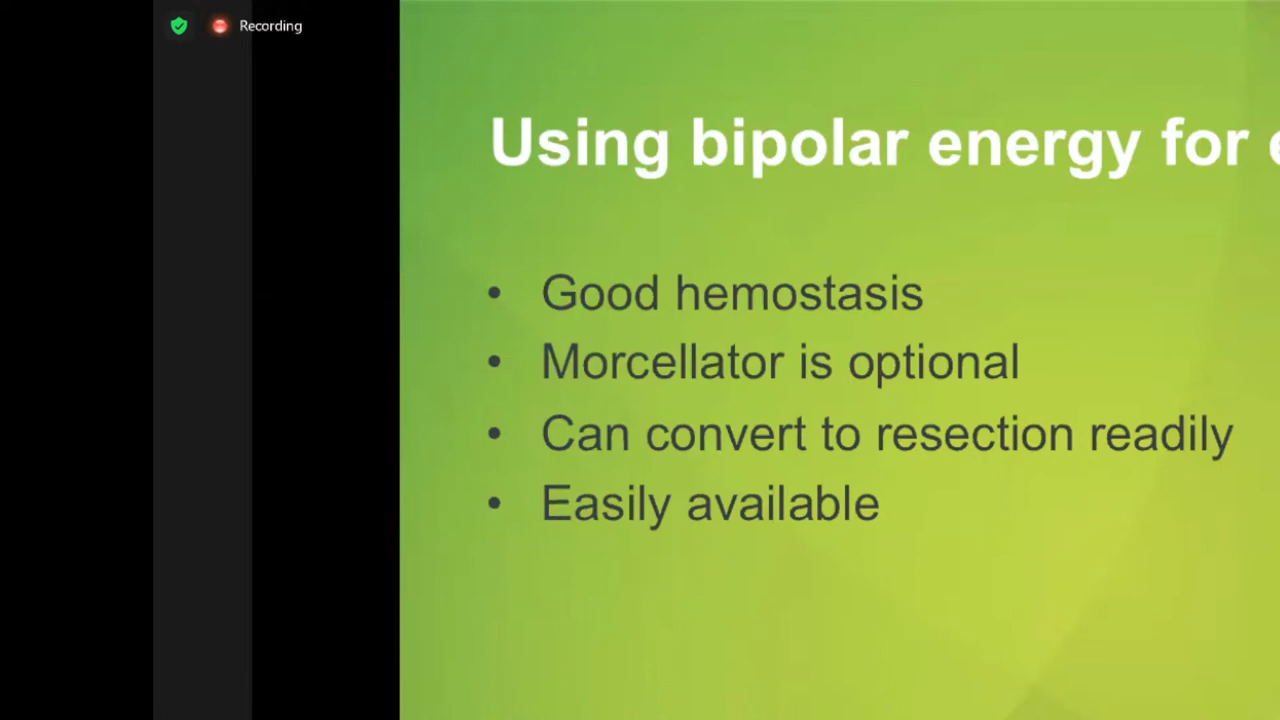 Recording
Using bipolar energy for
• Good hemostasis
• Morcellator is optional
• Can convert to resection readily
• Easily available